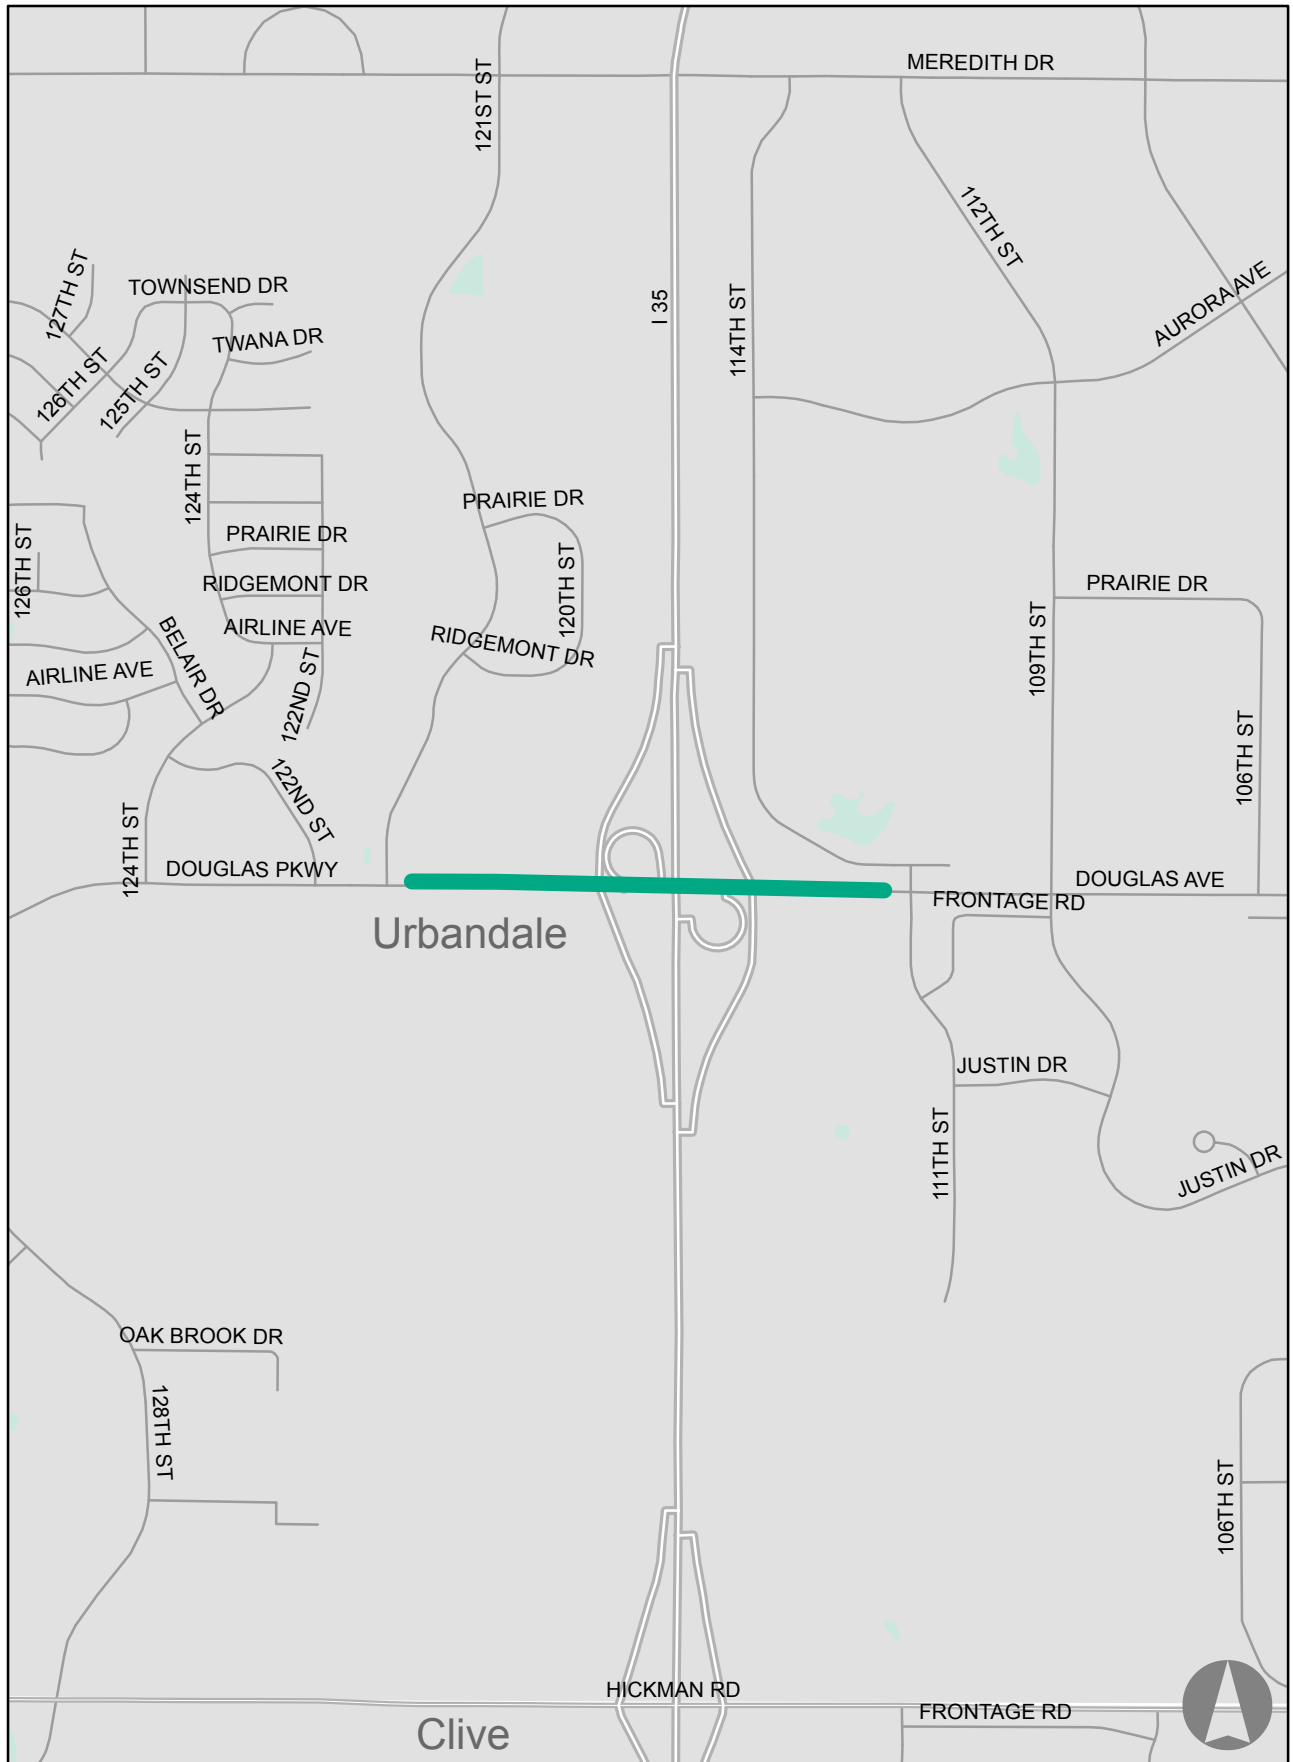 MEREDITH DR
121ST ST
112TH ST
127TH ST
TOWNSEND DR
AURORA AVE
I 35
114TH ST
TWANA DR
126TH ST
125TH ST
124TH ST
PRAIRIE DR
PRAIRIE DR
126TH ST
RIDGEMONT DR
120TH ST
PRAIRIE DR
AIRLINE AVE
RIDGEMONT DR
109TH ST
BELAIR DR
AIRLINE AVE
122ND ST
106TH ST
122ND ST
124TH ST
DOUGLAS PKWY
DOUGLAS AVE
FRONTAGE RD
Urbandale
JUSTIN DR
111TH ST
JUSTIN DR
OAK BROOK DR
128TH ST
106TH ST
HICKMAN RD
FRONTAGE RD
Clive